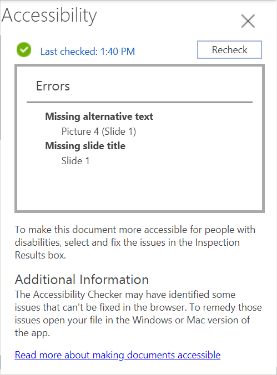 Accessibility
Last checked: 1:40 PM
Recheck
Errors
Missing alternative text
Picture 4 (Slide 1)
Missing slide title
Slide 1
To make this document more accessible for people with
disabilities, select and fix the issues in the Inspection
Results box.
Additional Information
The Accessibility Checker may have identified some
issues that can't be fixed in the browser. To remedy those
issues open your file in the Windows or Mac version of
the app.
Read more about making documents accessible